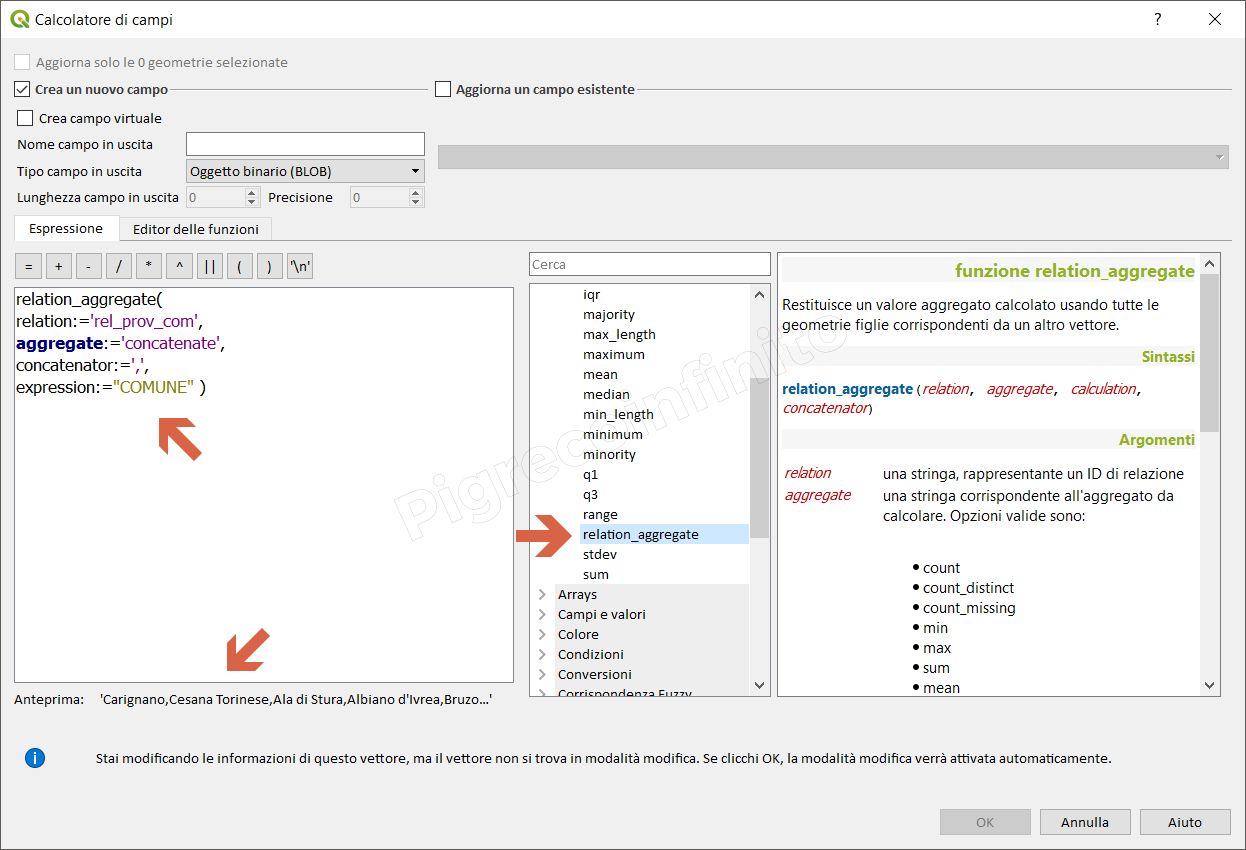 Calcolatore di campi
?
Aggiorna solo le 0 geometrie selezionate
Crea un nuovo campo
Aggiorna un campo esistente
Crea campo virtuale
Nome campo in uscita
Tipo campo in uscita Oggetto binario (BLOB)
Lunghezza campo in uscita 0 Precisione 0
Espressione Editor delle funzioni
= + - / * ^ || ( ) '\n'
relation_aggregate(
relation:='rel_prov_com',
aggregate:='concatenate',
concatenator:=',',
expression:="COMUNE" )
Anteprima: 'Carignano,Cesana Torinese,Ala di Stura,Albiano d'Ivrea,Bruzo...'
Cerca
iqr
majority
max_length
maximum
mean
median
min_length
minimum
minority
q1
q3
range
relation_aggregate
stdev
sum
Arrays
Campi e valori
Colore
Condizioni
Conversioni
Corrispondenza Fuzzy
funzione relation_aggregate
Restituisce un valore aggregato calcolato usando tutte le
geometrie figlie corrispondenti da un altro vettore.
Sintassi
relation_aggregate(relation, aggregate, calculation,
concatenator)
Argomenti
relation una stringa, rappresentante un ID di relazione
aggregate una stringa corrispondente all'aggregato da
calcolare. Opzioni valide sono:
• count
• count_distinct
• count_missing
• min
• max
• sum
• mean
Pigrecoinfinito
i
Stai modificando le informazioni di questo vettore, ma il vettore non si trova in modalità modifica. Se clicchi OK, la modalità modifica verrà attivata automaticamente.
OK Annulla Aiuto